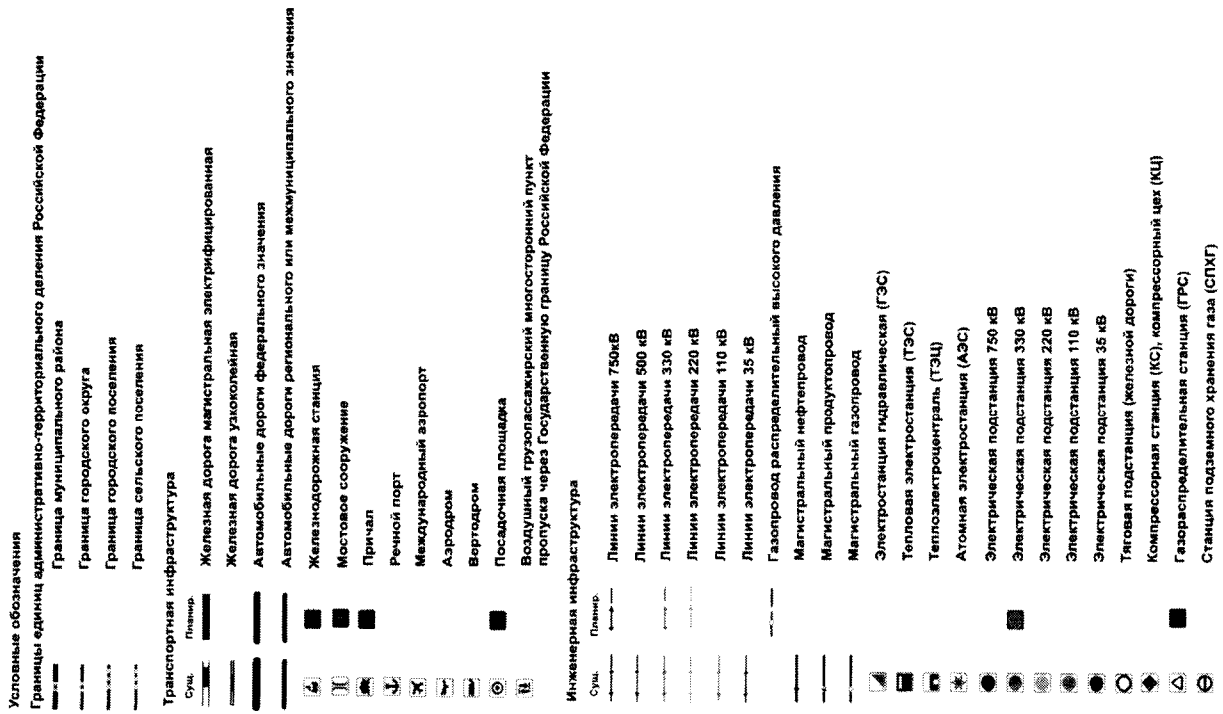 Условные обозначения
Границы единиц административно-территориального деления Российской Федерации
Граница муниципального района
Граница городского округа
Граница городского поселения
Граница сельского поселения
Транспортная инфраструктура
Сущ. Планир.
Железная дорога магистральная электрифицированная
Железная дорога узкоколейная
Автомобильные дороги федерального значения
Автомобильные дороги регионального или межмуниципального значения
Железнодорожная станция
Мостовое сооружение
Причал
Речной порт
Международный аэропорт
Аэродром
Вертодром
Посадочная площадка
Воздушный грузопассажирский многосторонний пункт
пропуска через Государственную границу Российской Федерации
Инженерная инфраструктура
Сущ. Планир.
Линии электропередачи 750кВ
Линии электропередачи 500 кВ
Линии электропередачи 330 кВ
Линии электропередачи 220 кВ
Линии электропередачи 110 кВ
Линии электропередачи 35 кВ
Газопровод распределительный высокого давления
Магистральный нефтепровод
Магистральный продуктопровод
Магистральный газопровод
Электростанция гидравлическая (ГЭС)
Тепловая электростанция (ТЭС)
Теплоэлектроцентраль (ТЭЦ)
Атомная электростанция (АЭС)
Электрическая подстанция 750 кВ
Электрическая подстанция 330 кВ
Электрическая подстанция 220 кВ
Электрическая подстанция 110 кВ
Электрическая подстанция 35 кВ
Тяговая подстанция (железной дороги)
Компрессорная станция (КС), компрессорный цех (КЦ)
Газораспределительная станция (ГРС)
Станция подземного хранения газа (СПХГ)